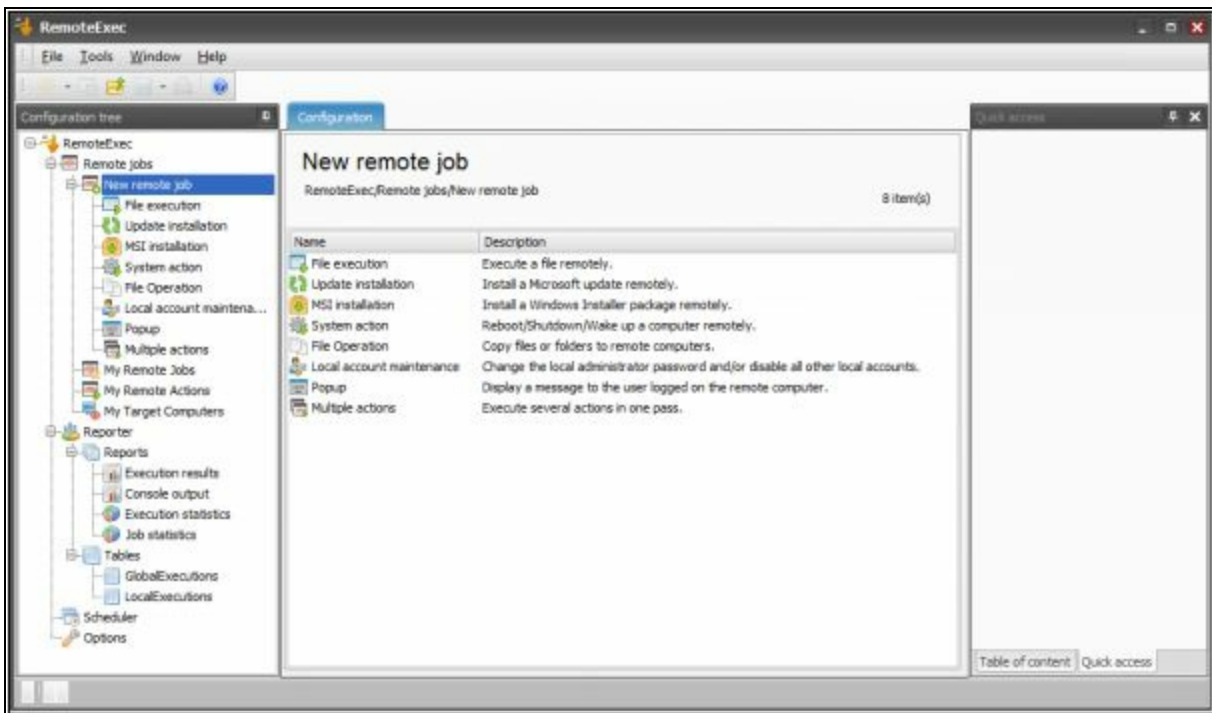 RemoteExec
File Tools Window Help
Configuration tree
RemoteExec
Remote jobs
New remote job
File execution
Update installation
MSI installation
System action
File Operation
Local account maintena...
Popup
Multiple actions
My Remote Jobs
My Remote Actions
My Target Computers
Reporter
Reports
Execution results
Console output
Execution statistics
Job statistics
Tables
GlobalExecutions
LocalExecutions
Scheduler
Options
Configuration
New remote job
RemoteExec/Remote jobs/New remote job
8 item(s)
Name Description
File execution Execute a file remotely.
Update installation Install a Microsoft update remotely.
MSI installation Install a Windows Installer package remotely.
System action Reboot/Shutdown/Wake up a computer remotely.
File Operation Copy files or folders to remote computers.
Local account maintenance Change the local administrator password and/or disable all other local accounts.
Popup Display a message to the user logged on the remote computer.
Multiple actions Execute several actions in one pass.
Quick access
Table of content Quick access